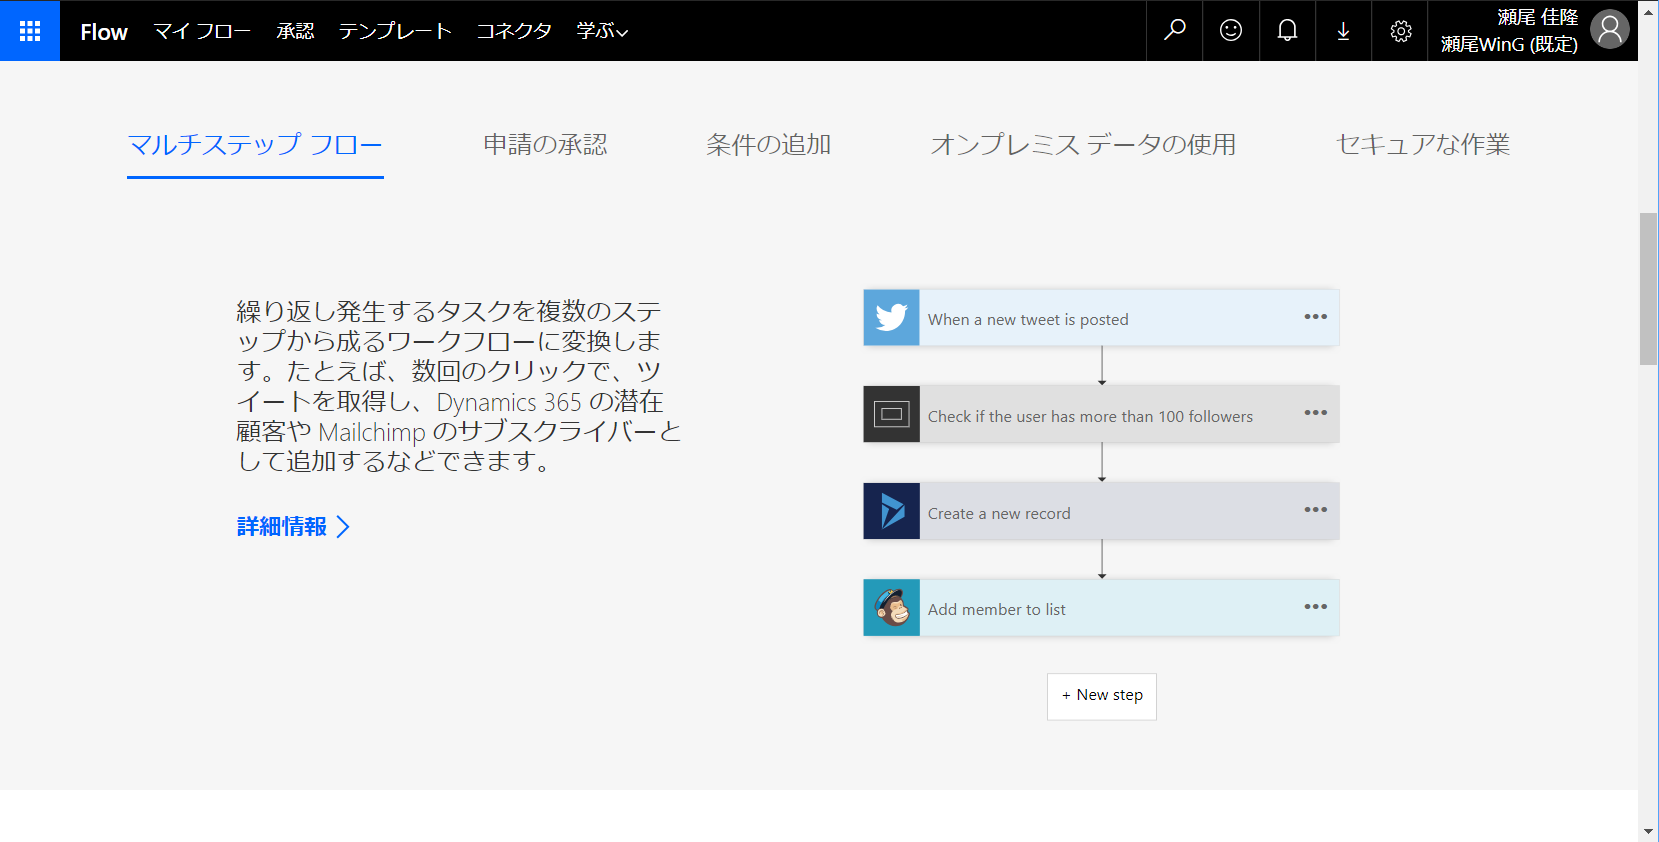 Flow マイ フロー 承認 テンプレート コネクタ 学ぶ
瀬尾 佳隆
瀬尾WinG (既定)
マルチステップ フロー 申請の承認 条件の追加 オンプレミス データの使用 セキュアな作業
繰り返し発生するタスクを複数のステ
ップから成るワークフローに変換しま
す。たとえば、数回のクリックで、ツ
イートを取得し、Dynamics 365 の潜在
顧客や Mailchimp のサブスクライバーと
して追加するなどできます。
詳細情報
When a new tweet is posted
Check if the user has more than 100 followers
Create a new record
Add member to list
+ New step